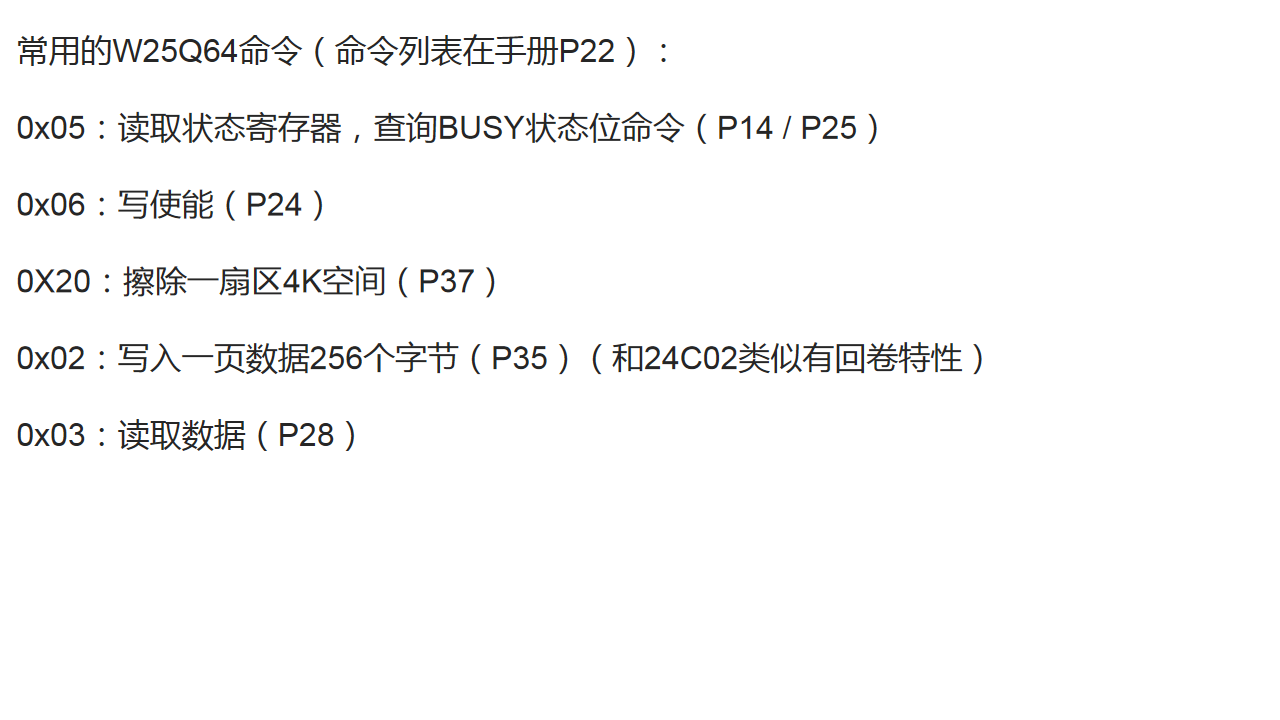 常用的W25Q64命令（命令列表在手册P22）：
0x05：读取状态寄存器，查询BUSY状态位命令（P14 / P25）
0x06：写使能（P24）
0X20：擦除一扇区4K空间（P37）
0x02：写入一页数据256个字节（P35）（和24C02类似有回卷特性）
0x03：读取数据（P28）